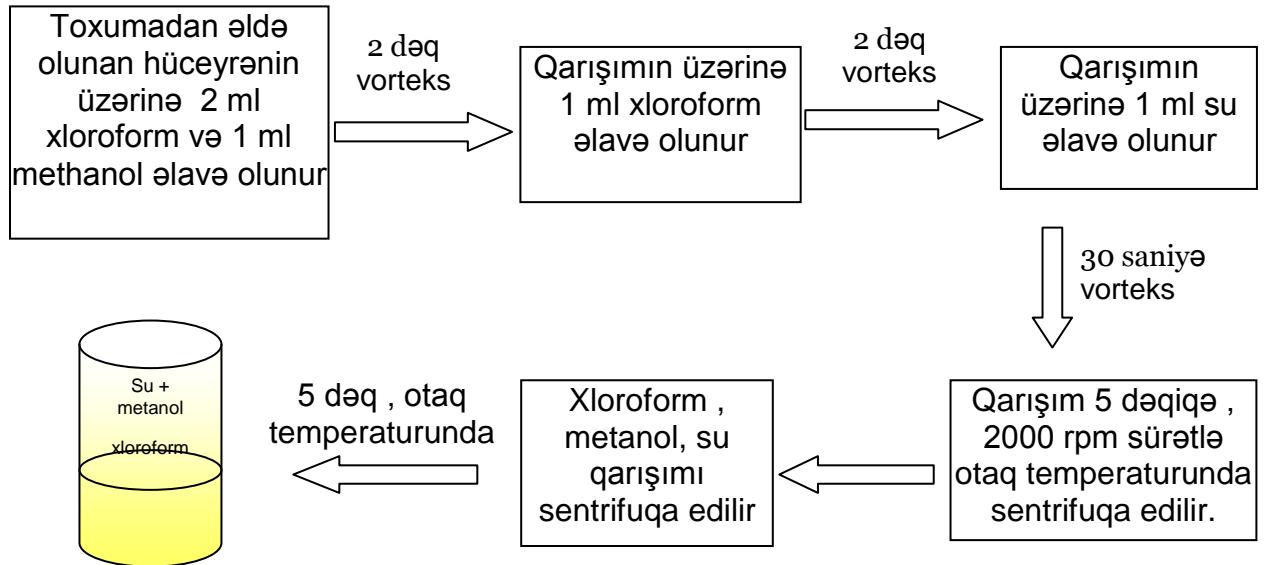 Toxumadan əldə
olunan hüceyrənin
üzərinə 2 ml
xloroform və 1 ml
methanol əlavə olunur
2 dəq
vorteks
Qarışımın üzərinə
1 ml xloroform
əlavə olunur
2 dəq
vorteks
Qarışımın
üzərinə 1 ml su
əlavə olunur
30 saniyə
vorteks
Qarışım 5 dəqiqə ,
2000 rpm sürətlə
otaq temperaturunda
sentrifuqa edilir.
Xloroform ,
metanol, su
qarışımı
sentrifuqa edilir
5 dəq , otaq
temperaturunda
Su +
metanol
xloroform